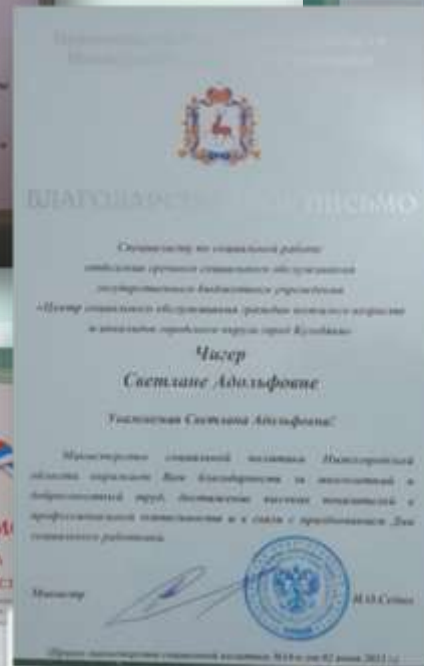 БЛАГОДАРСТ ПИСЬМО
Специалисту по социальной работе
отделения срочного социального обслуживания
государственного бюджетного учреждения
«Центр социального обслуживания граждан пожилого возраста
и инвалидов городского округа город Кулебаки»
Чигер
Светлане Адольфовне
Уважаемая Светлана Адольфовна!
Министерство социальной политики Нижегородской
области выражает Вам благодарность за многолетний и
добросовестный труд, достижение высоких показателей в
профессиональной деятельности и в связи с празднованием Дня
социального работника.
Министр